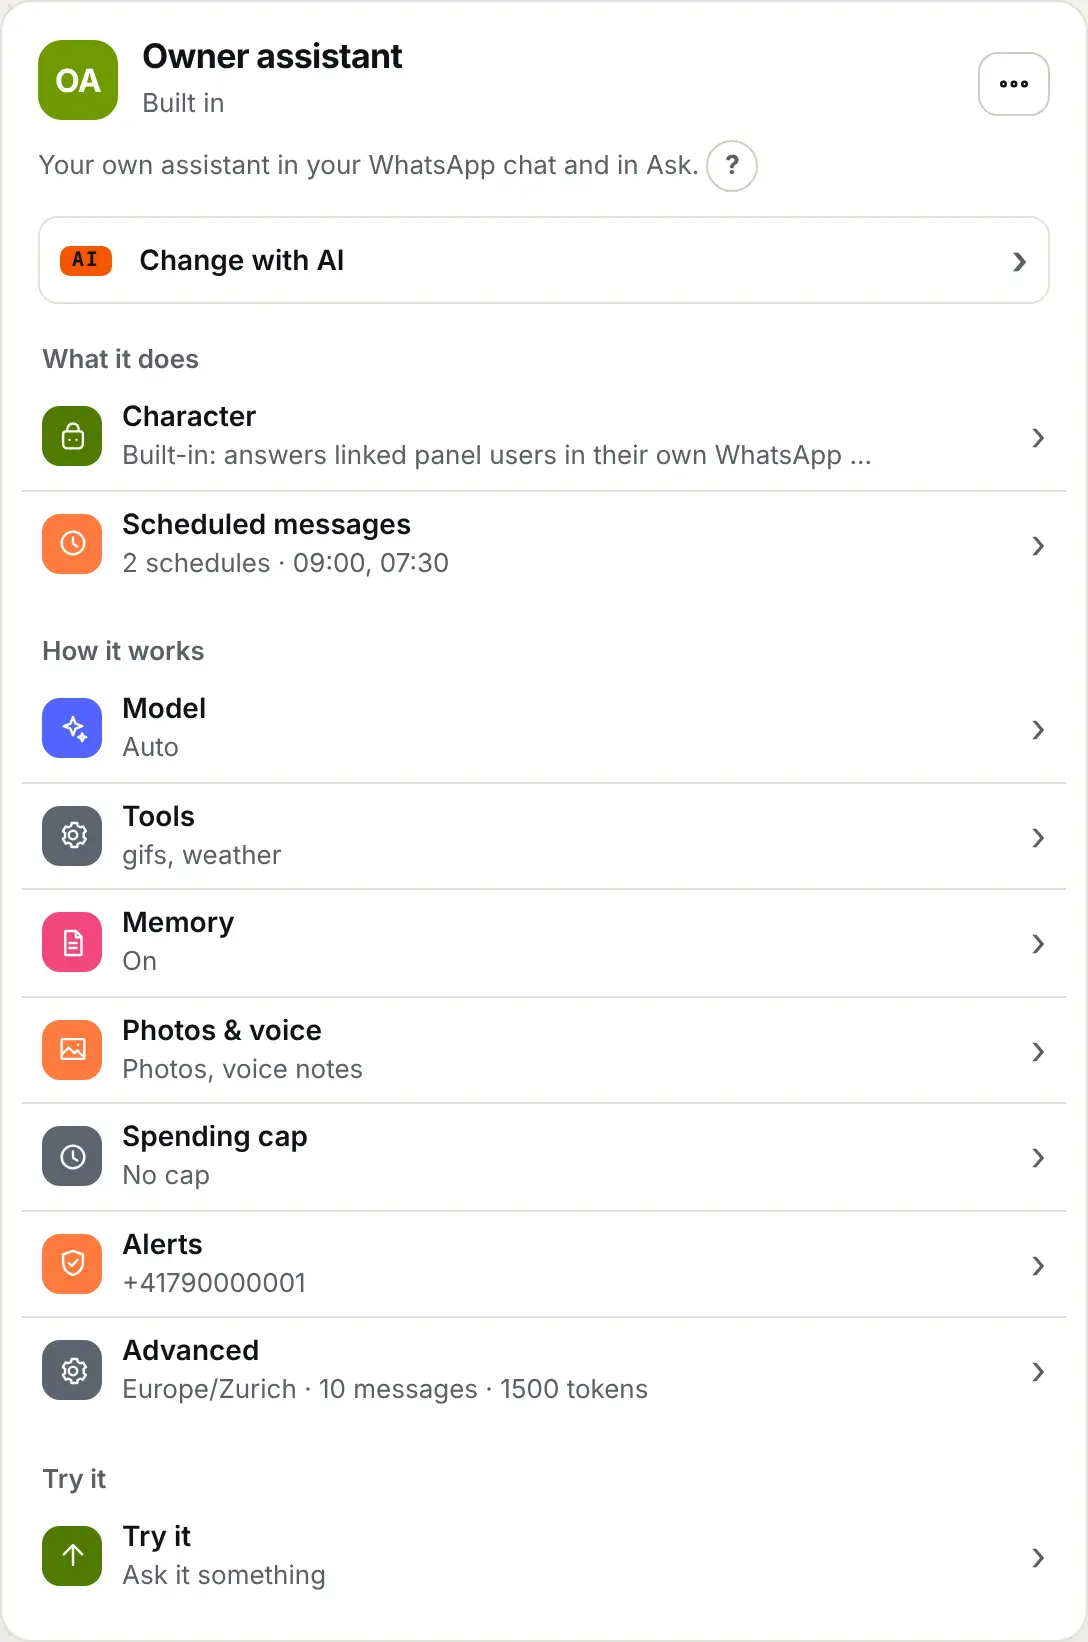 OA
Owner assistant
Built in
Your own assistant in your WhatsApp chat and in Ask. ?
AI Change with AI
What it does
Character
Built-in: answers linked panel users in their own WhatsApp ...
Scheduled messages
2 schedules · 09:00, 07:30
How it works
Model
Auto
Tools
gifs, weather
Memory
On
Photos & voice
Photos, voice notes
Spending cap
No cap
Alerts
+41790000001
Advanced
Europe/Zurich · 10 messages · 1500 tokens
Try it
Try it
Ask it something